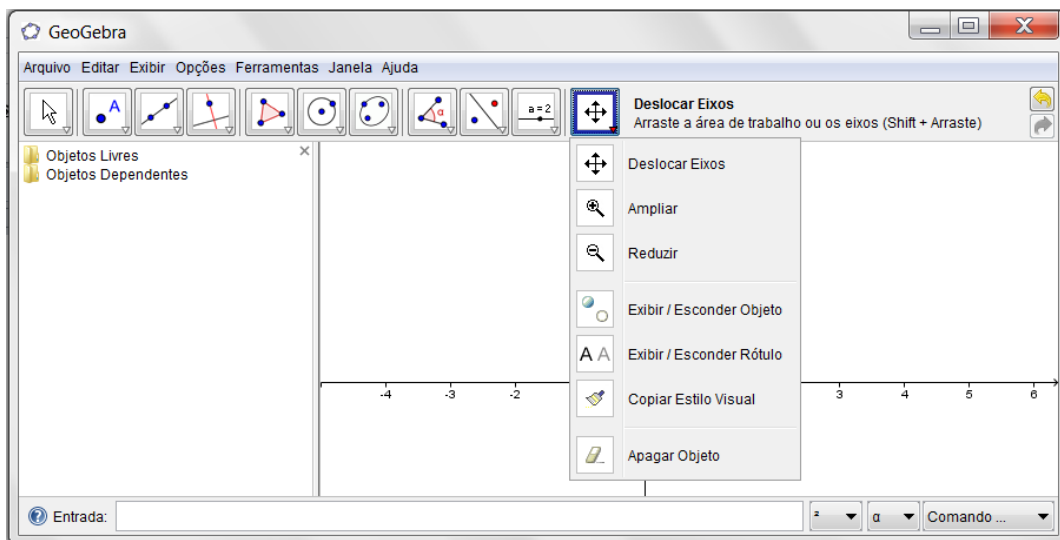 GeoGebra
Arquivo Editar Exibir Opções Ferramentas Janela Ajuda
A
α
a=2
Deslocar Eixos
Arraste a área de trabalho ou os eixos (Shift + Arraste)
Objetos Livres
Objetos Dependentes
Deslocar Eixos
Ampliar
Reduzir
Exibir / Esconder Objeto
A A Exibir / Esconder Rótulo
Copiar Estilo Visual
Apagar Objeto
-4 -3 -2 3 4 5 6
Entrada: ² α Comando ...